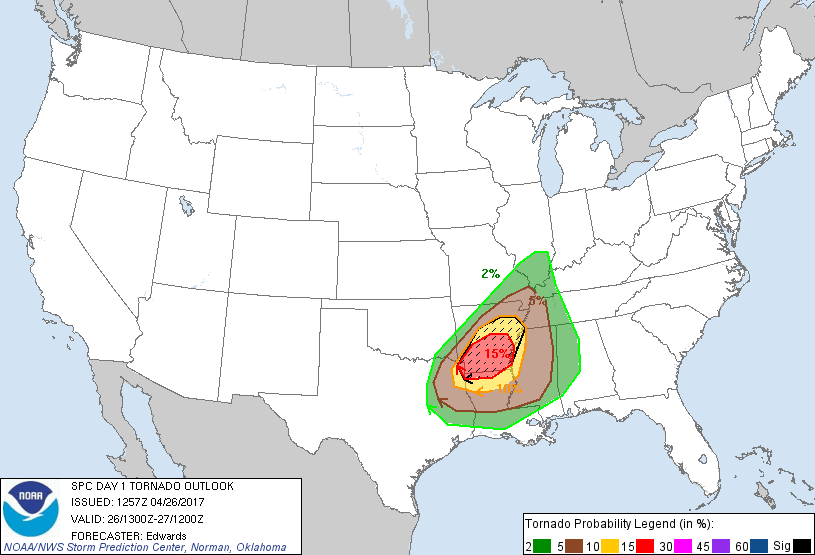 2%
5%
15%
10%
NOAA
SPC DAY 1 TORNADO OUTLOOK
ISSUED: 1257Z 04/26/2017
VALID: 26/1300Z-27/1200Z
FORECASTER: Edwards
NOAA/NWS Storm Prediction Center, Norman, Oklahoma
Tornado Probability Legend (in %):
2 5 10 15 30 45 60 Sig